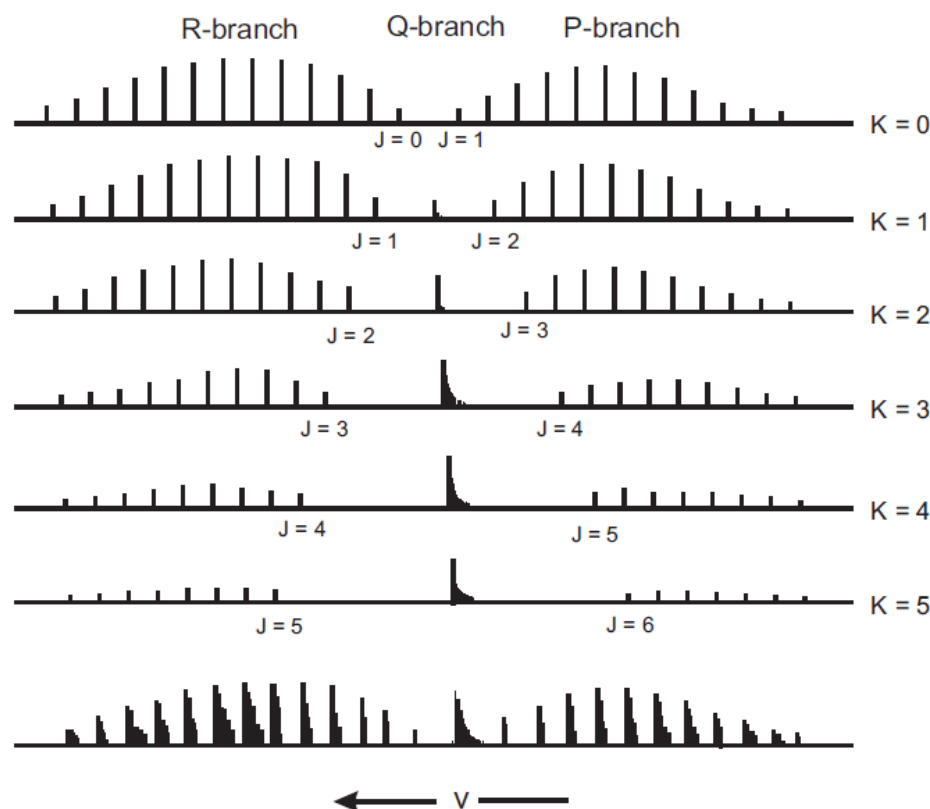 R-branch Q-branch P-branch
K = 0
J = 0 J = 1
K = 1
J = 1 J = 2
K = 2
J = 2 J = 3
K = 3
J = 3 J = 4
K = 4
J = 4 J = 5
K = 5
J = 5 J = 6
V